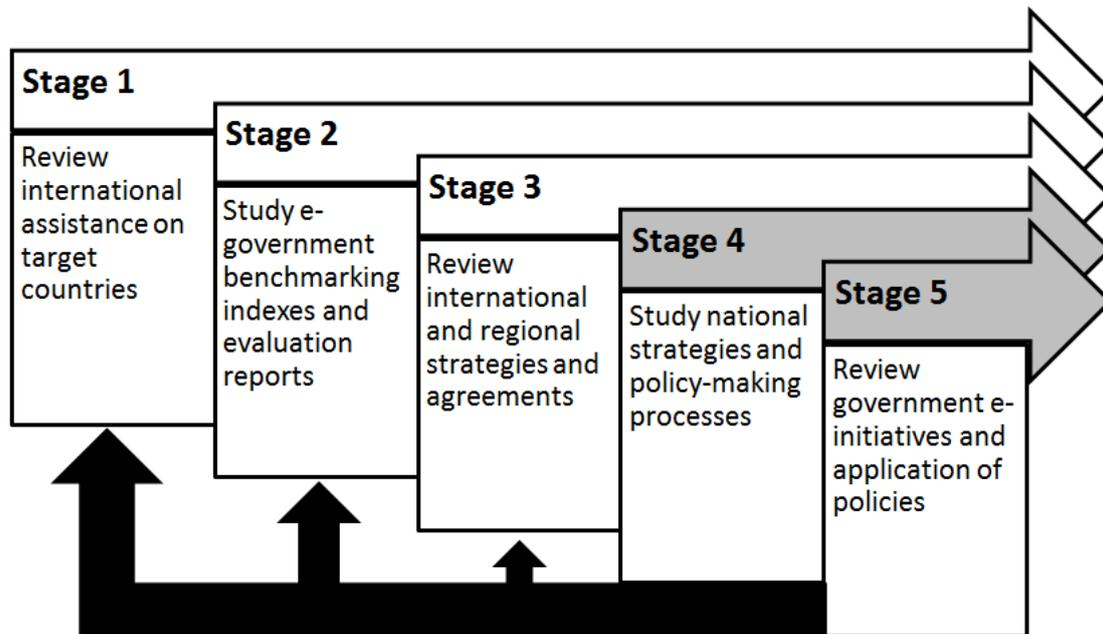 Stage 1
Review
international
assistance on
target
countries
Stage 2
Study e-
government
benchmarking
indexes and
evaluation
reports
Stage 3
Review
international
and regional
strategies and
agreements
Stage 4
Study national
strategies and
policy-making
processes
Stage 5
Review
government e-
initiatives and
application of
policies